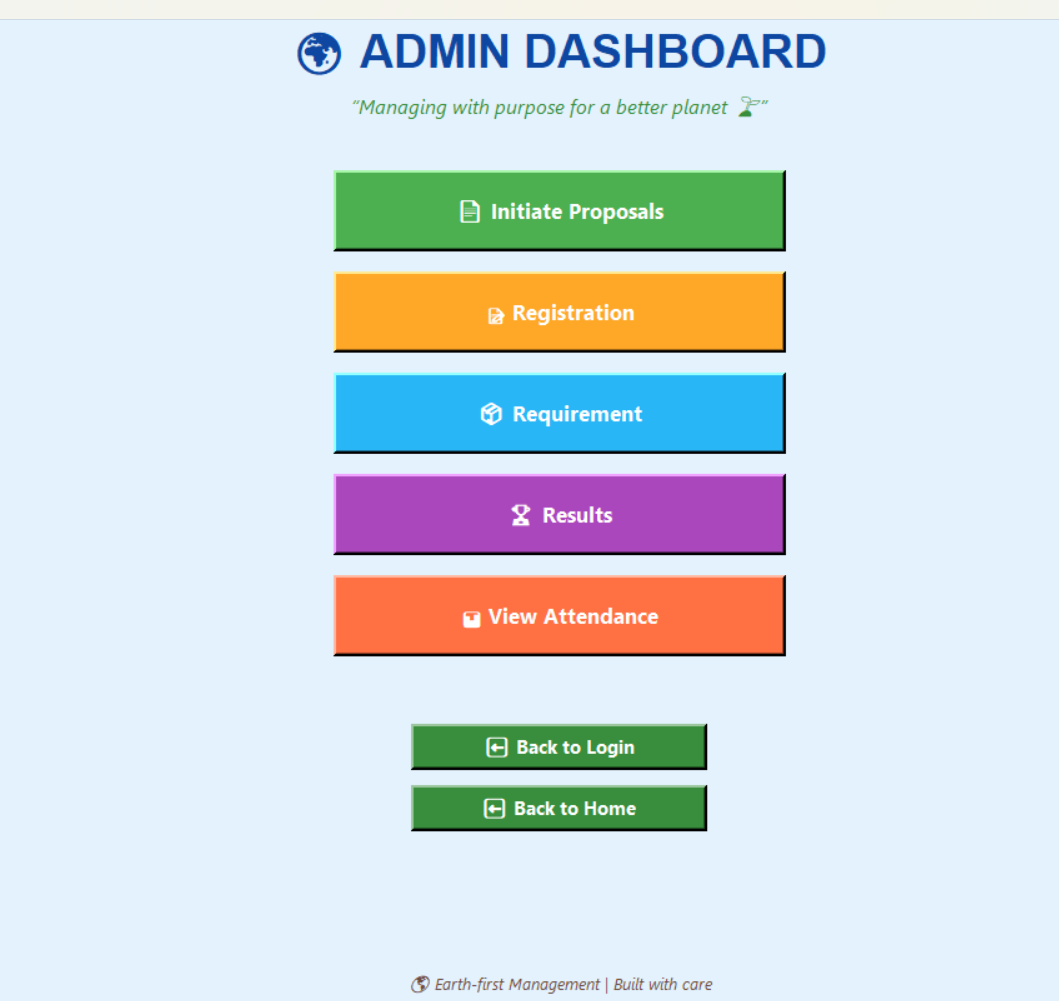 ADMIN DASHBOARD
“Managing with purpose for a better planet 🌴”
Initiate Proposals
Registration
Requirement
Results
View Attendance
Back to Login
Back to Home
Earth-first Management | Built with care